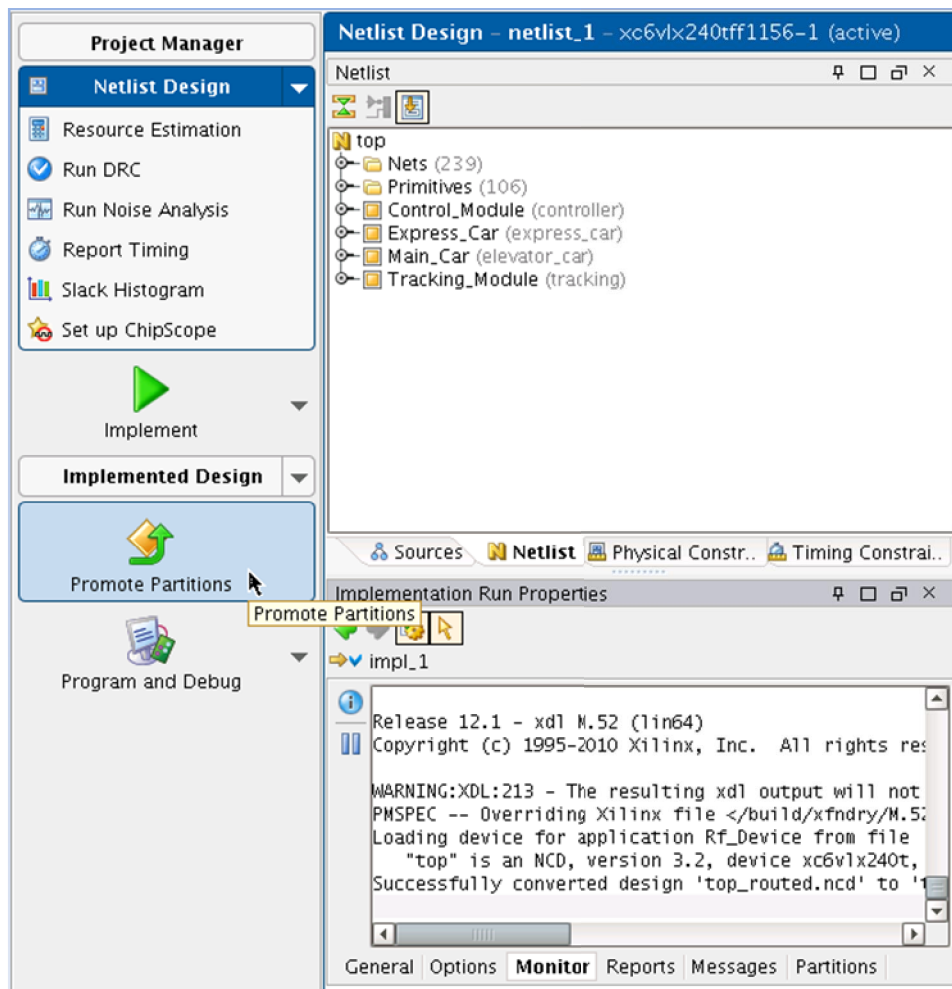 Project Manager
Netlist Design
Resource Estimation
Run DRC
Run Noise Analysis
Report Timing
Slack Histogram
Set up ChipScope
Implement
Implemented Design
Promote Partitions
Promote Partitions
Program and Debug
Netlist Design - netlist_1 - xc6vlx240tff1156-1 (active)
Netlist
top
Nets (239)
Primitives (106)
Control_Module (controller)
Express_Car (express_car)
Main_Car (elevator_car)
Tracking_Module (tracking)
Sources Netlist Physical Constr.. Timing Constrai..
Implementation Run Properties
impl_1
Release 12.1 - xdl M.52 (lin64)
Copyright (c) 1995-2010 Xilinx, Inc. All rights res
WARNING:XDL:213 - The resulting xdl output will not
PMSPEC -- Overriding Xilinx file </build/xfndry/M.52
Loading device for application Rf_Device from file
"top" is an NCD, version 3.2, device xc6vlx240t,
Successfully converted design 'top_routed.ncd' to
General Options Monitor Reports Messages Partitions